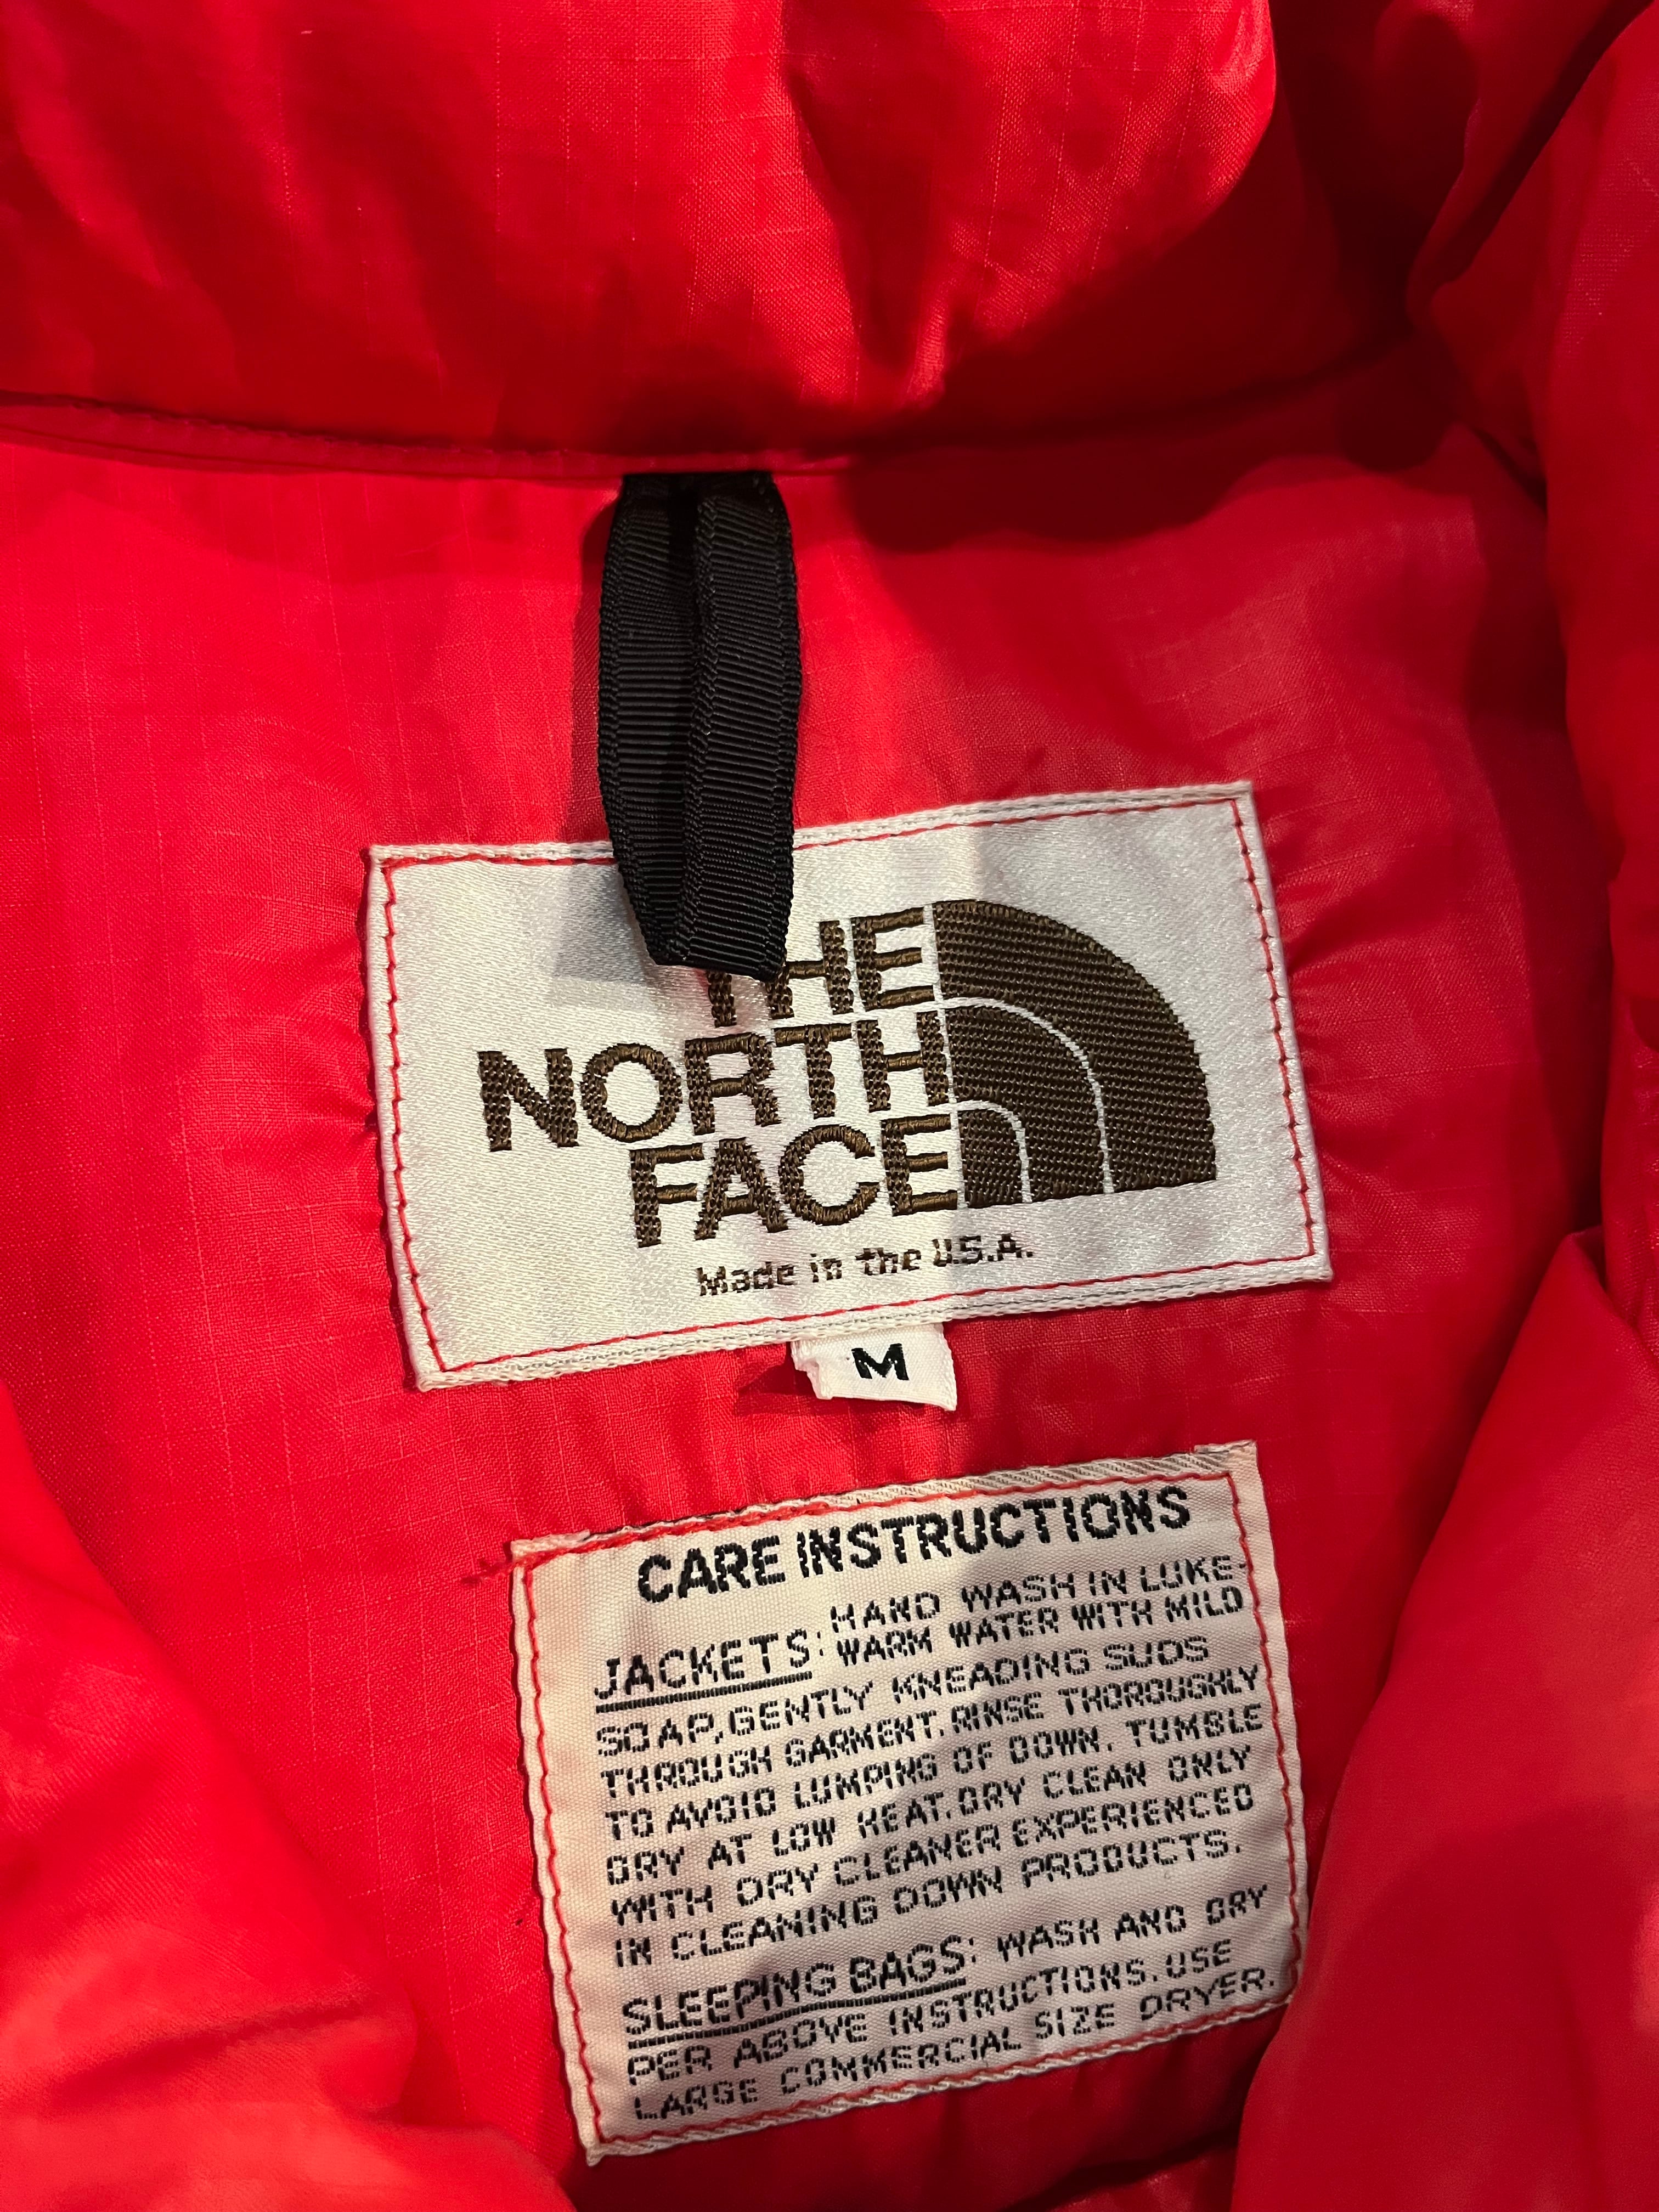 THE
NORTH
FACE
Made in the U.S.A.
M
CARE INSTRUCTIONS
JACKETS: HAND WASH IN LUKE-
WARM WATER WITH MILD
SOAP, GENTLY KNEADING SUDS
THROUGH GARMENT. RINSE THOROUGHLY
TO AVOID LUMPING OF DOWN. TUMBLE
DRY AT LOW HEAT. DRY CLEAN ONLY
WITH DRY CLEANER EXPERIENCED
IN CLEANING DOWN PRODUCTS.
SLEEPING BAGS: WASH AND DRY
PER ABOVE INSTRUCTIONS. USE
LARGE COMMERCIAL SIZE DRYER.